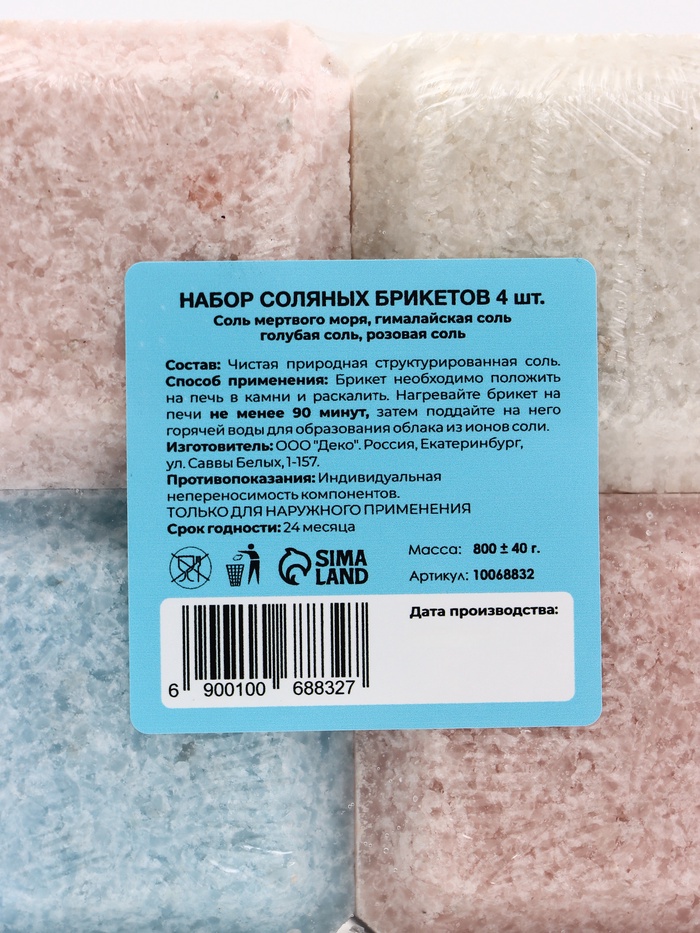 НАБОР СОЛЯНЫХ БРИКЕТОВ 4 шт.
Соль мертвого моря, гималайская соль
голубая соль, розовая соль
Состав: Чистая природная структурированная соль.
Способ применения: Брикет необходимо положить
на печь в камни и раскалить. Нагревайте брикет на
печи не менее 90 минут, затем поддайте на него
горячей воды для образования облака из ионов соли.
Изготовитель: ООО "Деко". Россия, Екатеринбург,
ул. Саввы Белых, 1-157.
Противопоказания: Индивидуальная
непереносимость компонентов.
ТОЛЬКО ДЛЯ НАРУЖНОГО ПРИМЕНЕНИЯ
Срок годности: 24 месяца
SIMA
LAND
Масса: 800 ± 40 г.
Артикул: 10068832
Дата производства:
6 900100 688327